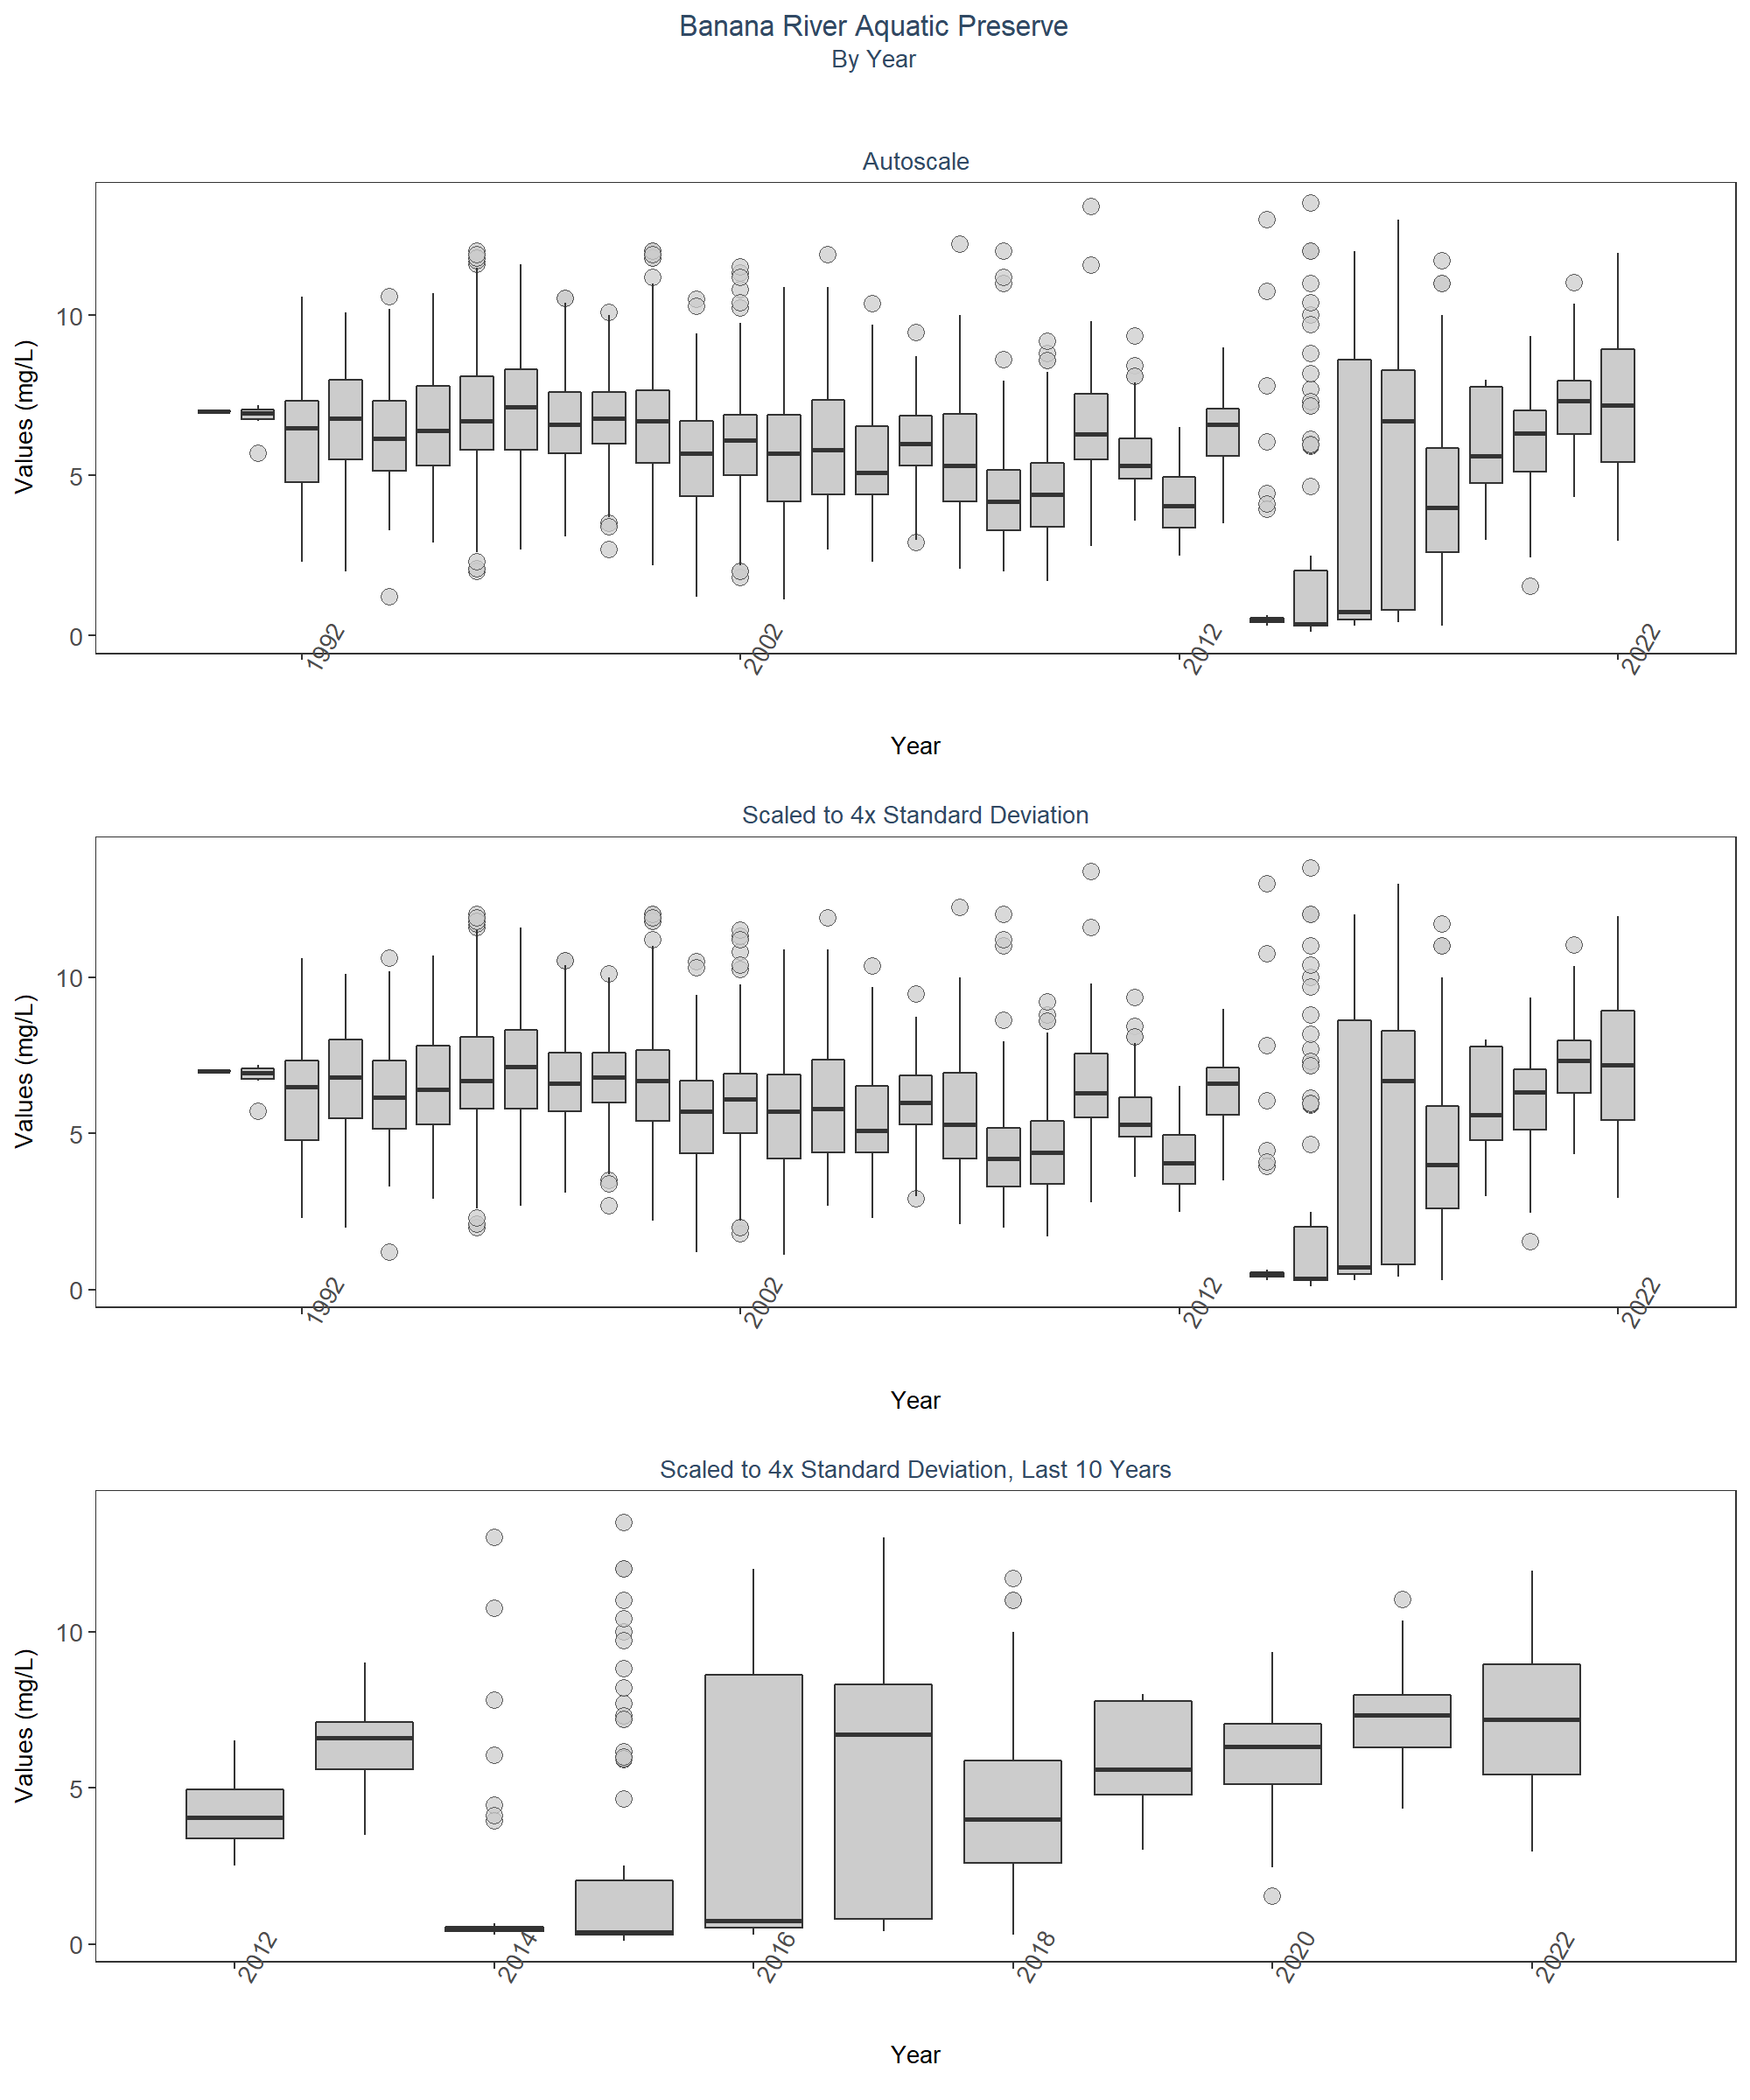 Banana River Aquatic Preserve
By Year
Autoscale
Values (mg/L)
10
5
0
1992
2002
2012
2022
Year
Scaled to 4x Standard Deviation
Values (mg/L)
10
5
0
1992
2002
2012
2022
Year
Scaled to 4x Standard Deviation, Last 10 Years
Values (mg/L)
10
5
0
2012
2014
2016
2018
2020
2022
Year